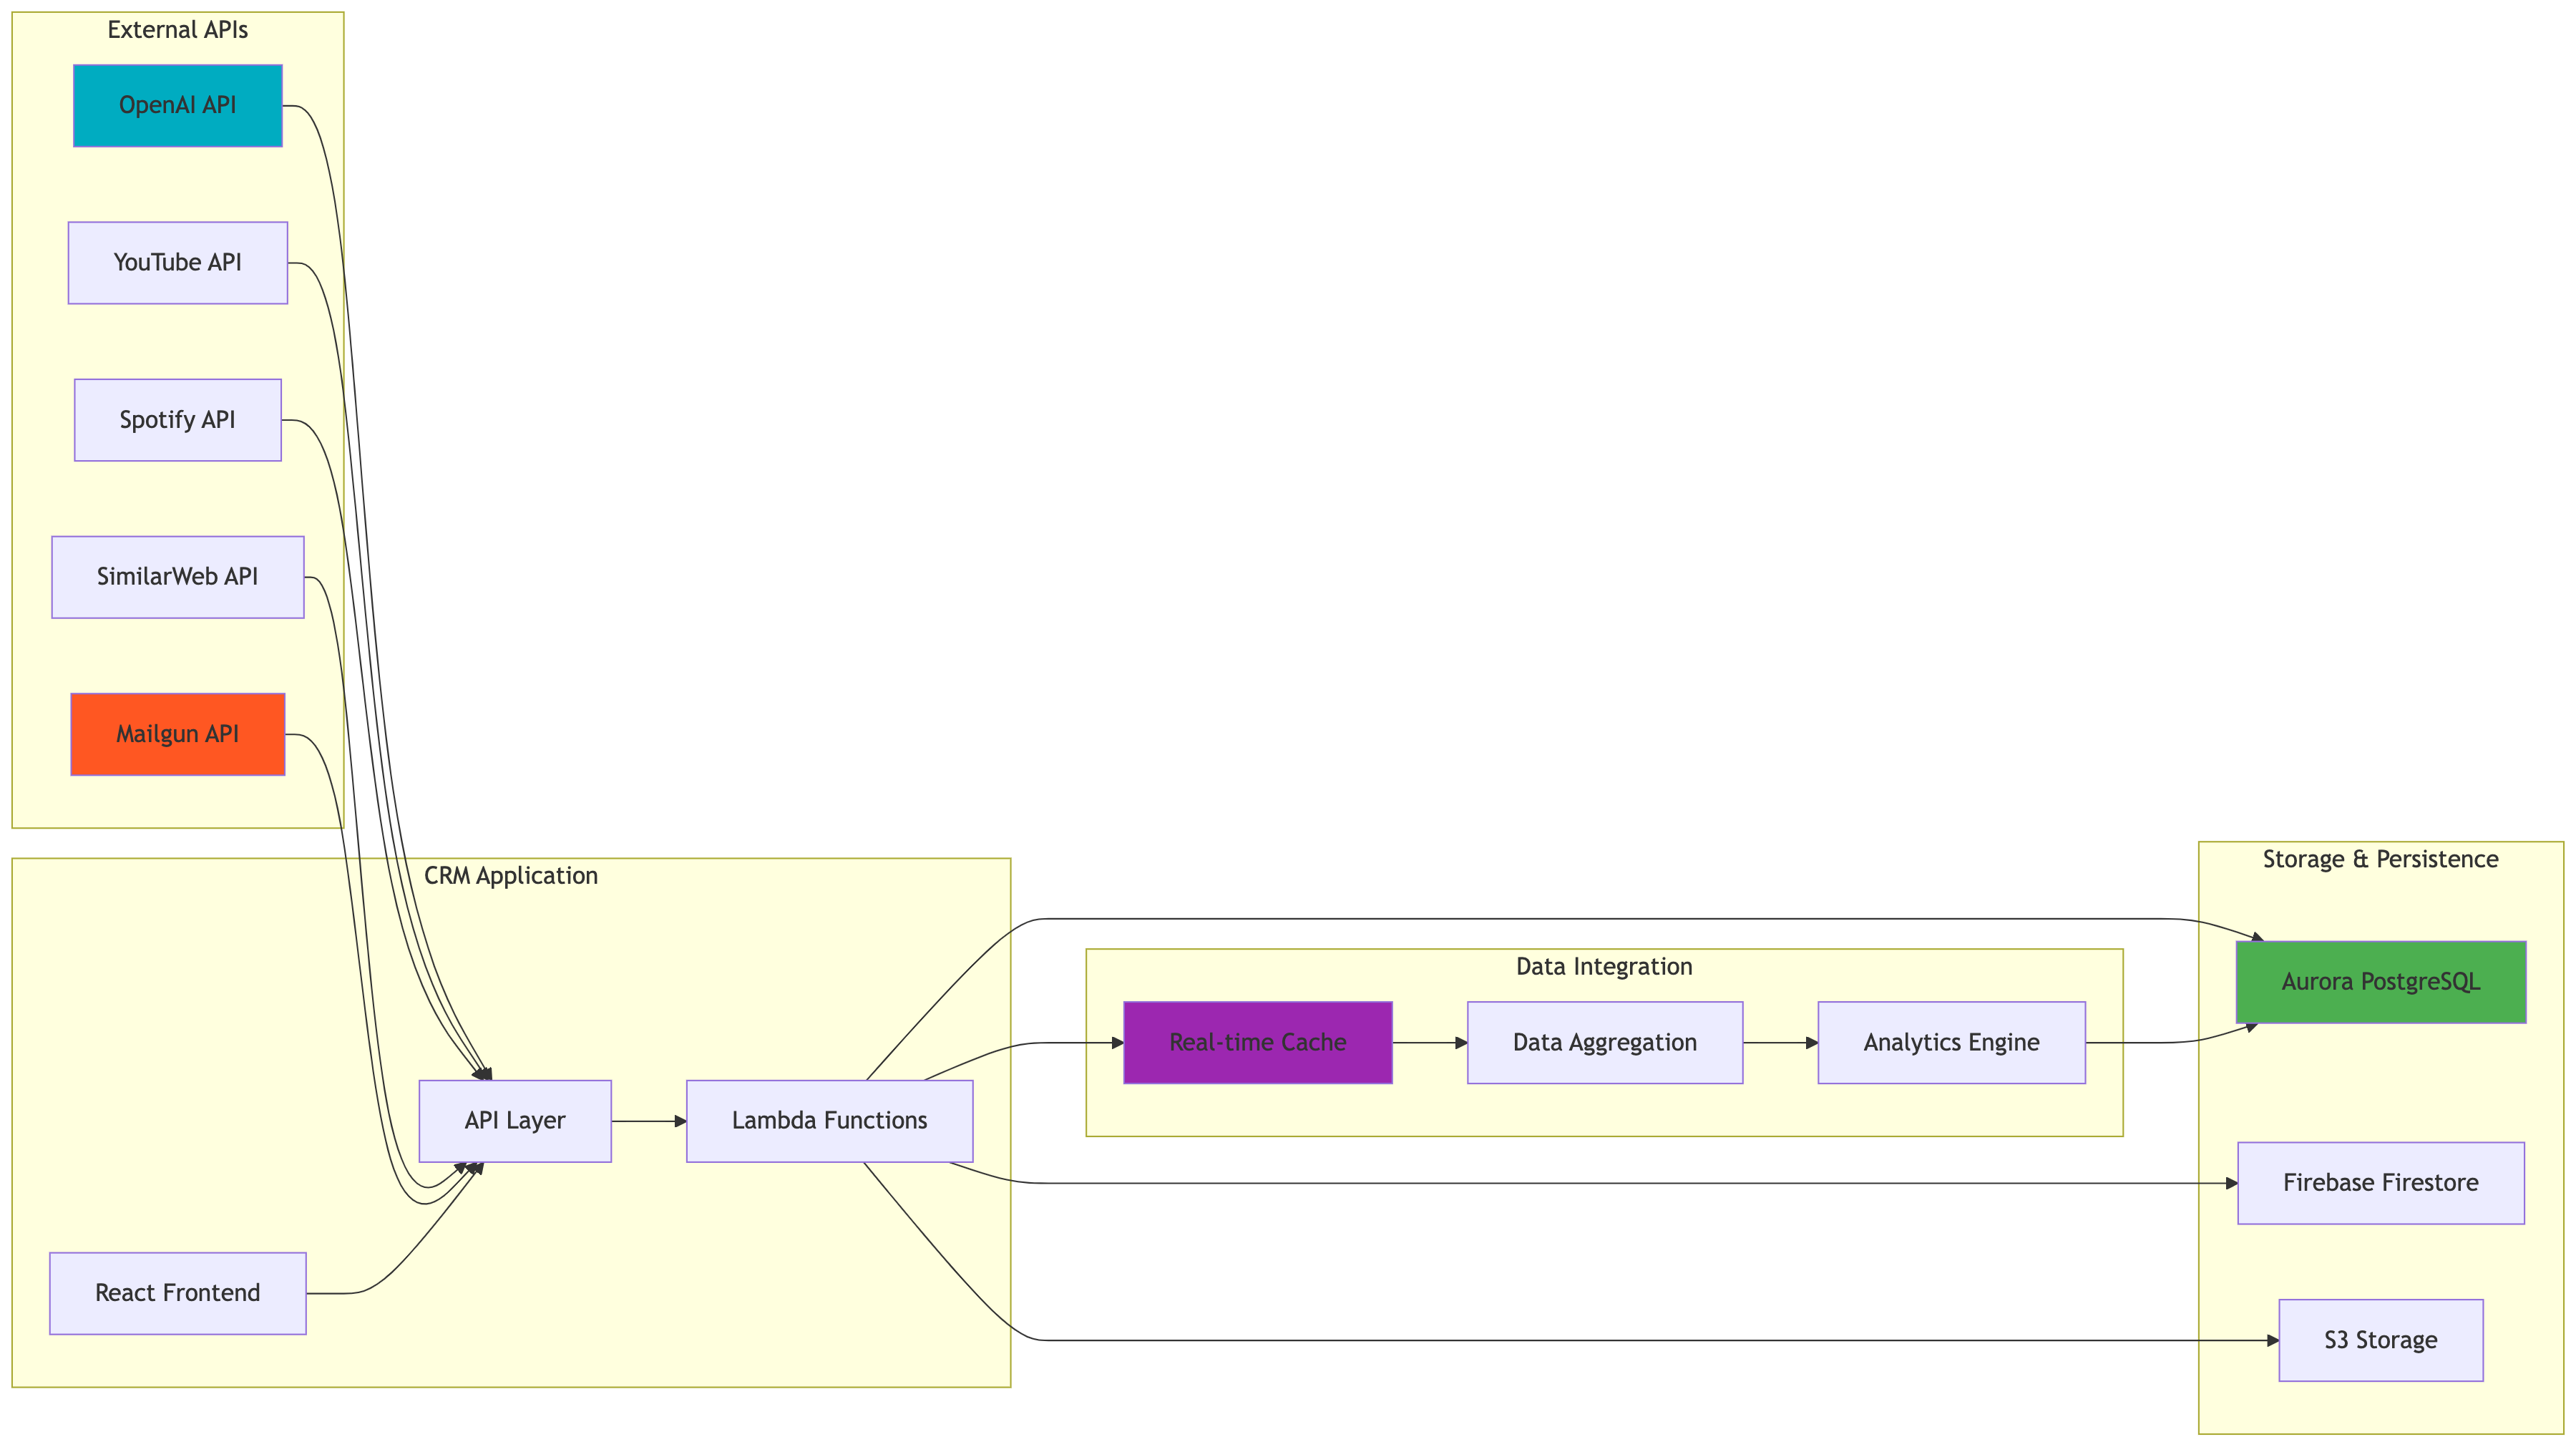 External APIs
OpenAI API
YouTube API
Spotify API
SimilarWeb API
Mailgun API
CRM Application
API Layer
Lambda Functions
React Frontend
Data Integration
Real-time Cache
Data Aggregation
Analytics Engine
Storage & Persistence
Aurora PostgreSQL
Firebase Firestore
S3 Storage